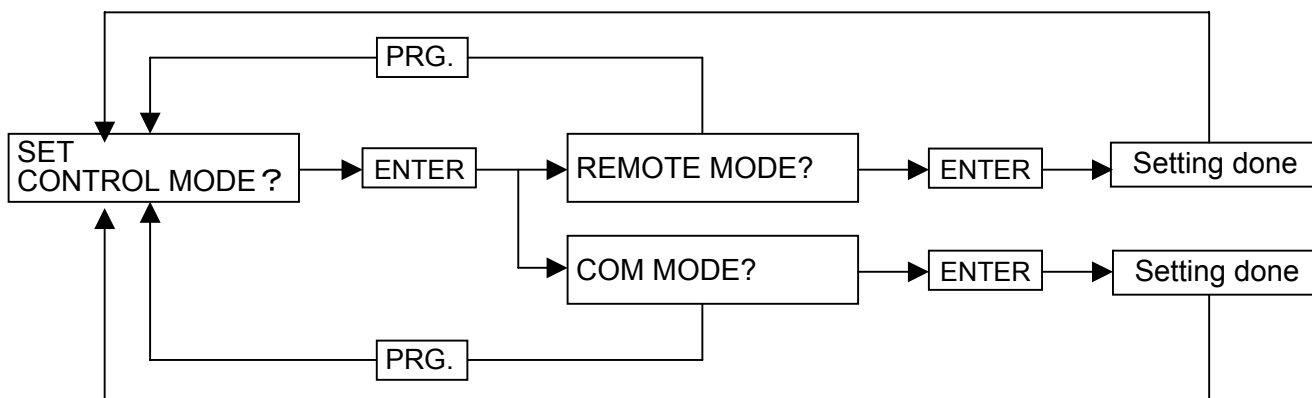 PRG.
SET
CONTROL MODE？
ENTER
REMOTE MODE?
ENTER
Setting done
COM MODE?
ENTER
Setting done
PRG.